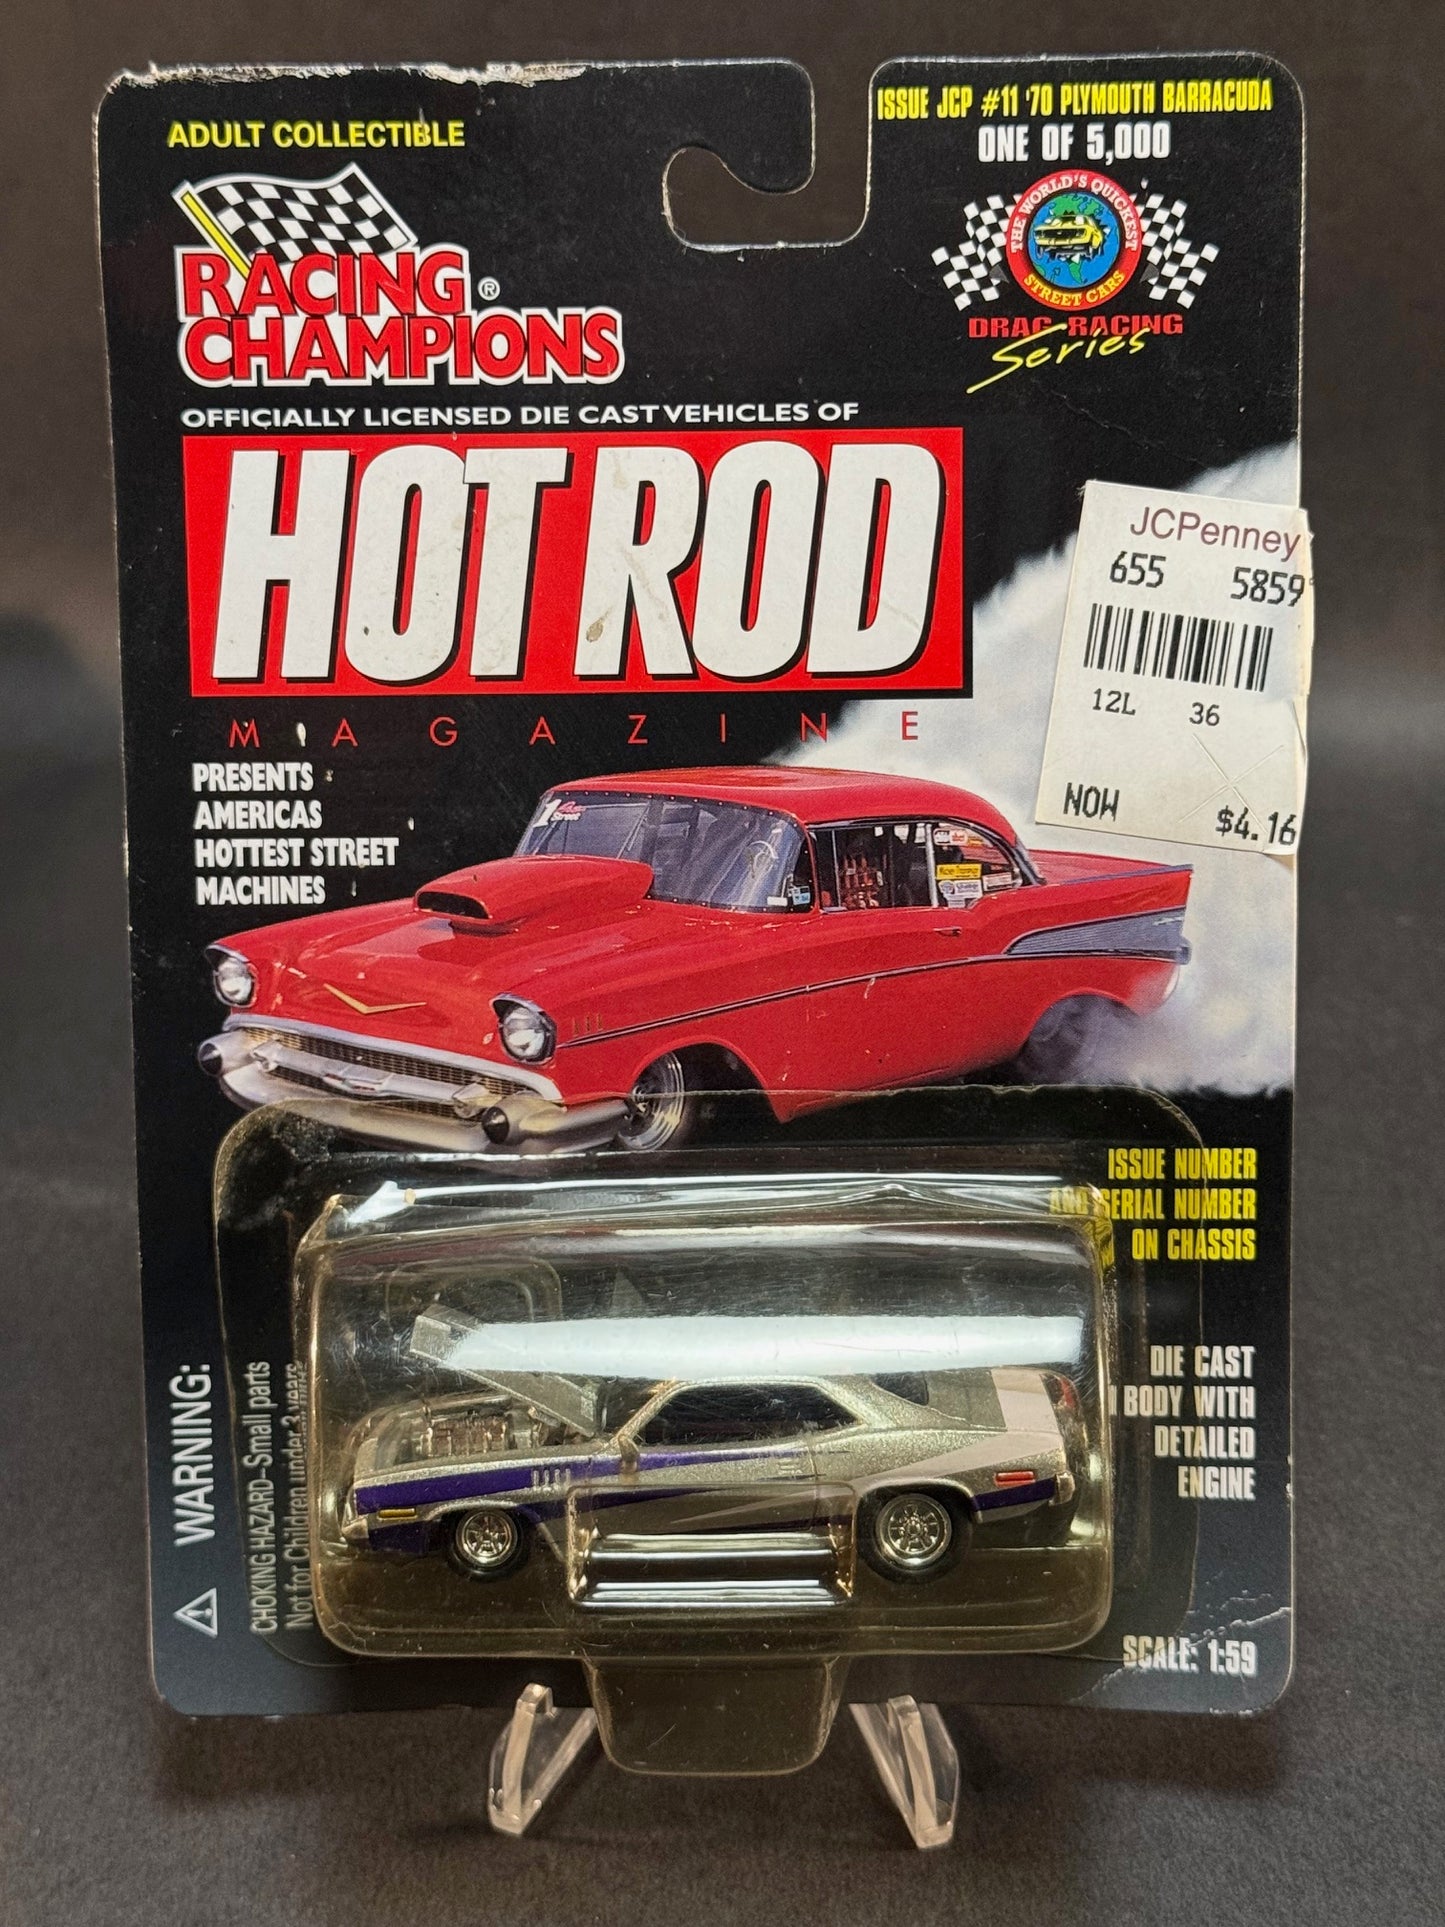 ISSUE JCP #11 '70 PLYMOUTH BARRACUDA
ONE OF 5,000
ADULT COLLECTIBLE
THE WORLD'S QUICKEST
STREET CARS
DRAG RACING
Series
RACING ®
CHAMPIONS
OFFICIALLY LICENSED DIE CAST VEHICLES OF
HOT ROD
MAGAZINE
JCPenney
655 5859
12L 36
NOW $4.16
PRESENTS
AMERICAS
HOTTEST STREET
MACHINES
ISSUE NUMBER
AND SERIAL NUMBER
ON CHASSIS
DIE CAST
BODY WITH
DETAILED
ENGINE
WARNING:
CHOKING HAZARD–Small parts
Not for Children under 3 years
SCALE: 1:59